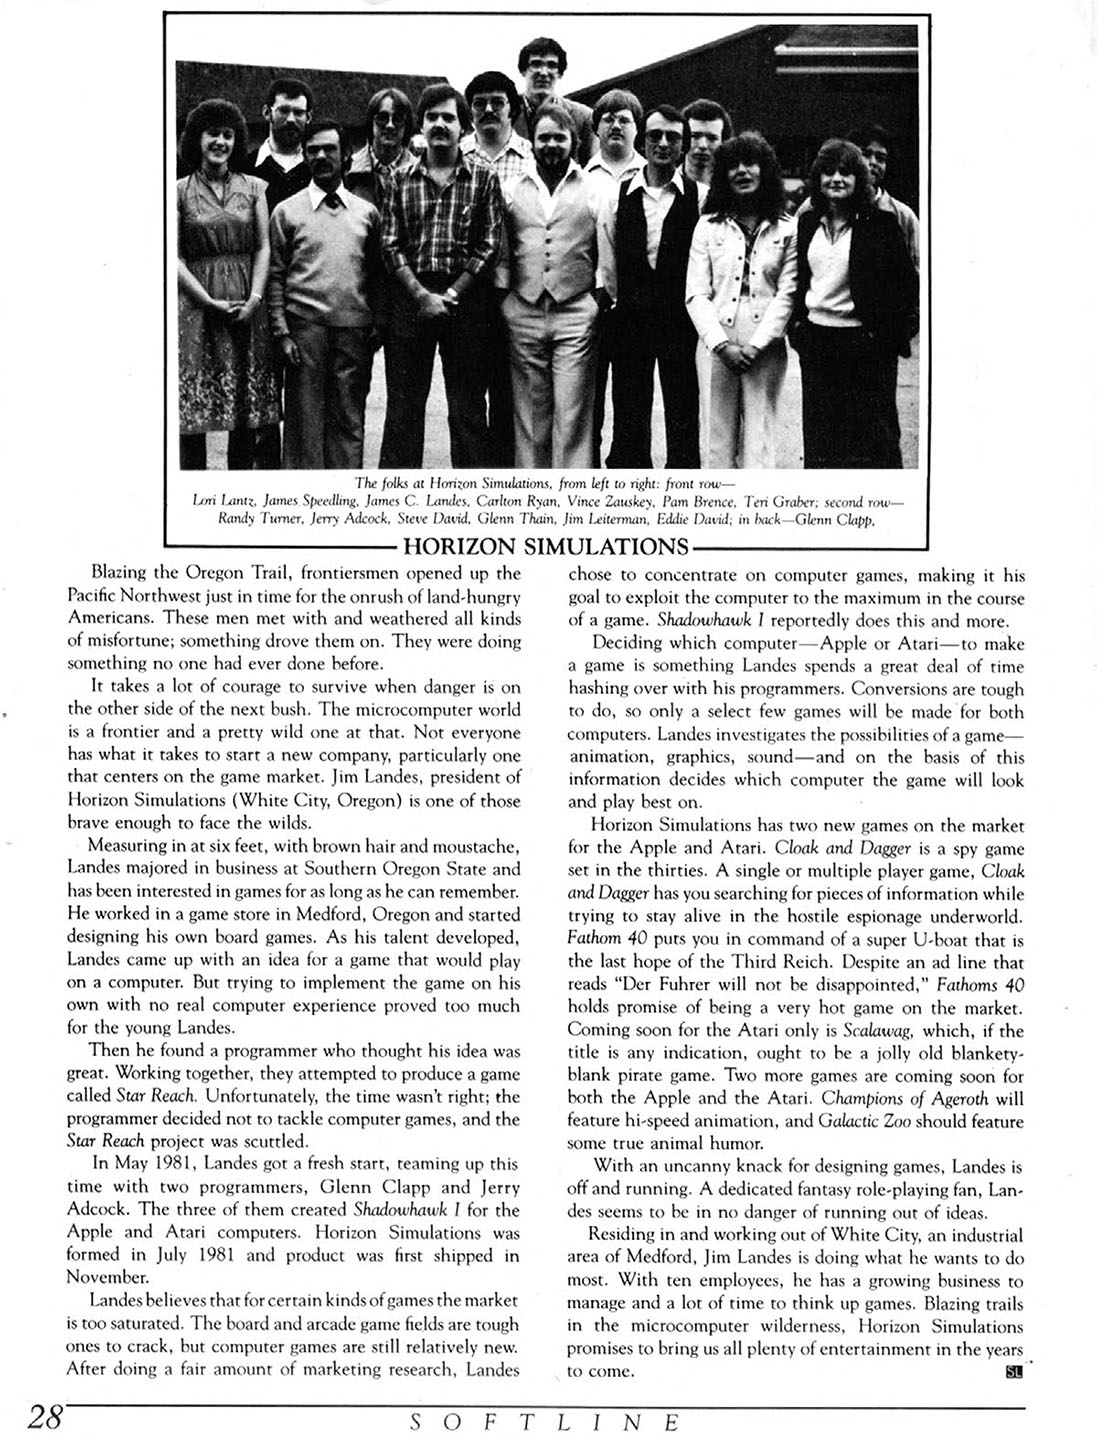 The folks at Horizon Simulations, from left to right: front row—
Lori Lantz, James Speedling, James C. Landes, Carlton Ryan, Vince Zauskey, Pam Brence, Teri Graber; second row—
Randy Turner, Jerry Adcock, Steve David, Glenn Thain, Jim Leiterman, Eddie David; in back—Glenn Clapp,
HORIZON SIMULATIONS
Blazing the Oregon Trail, frontiersmen opened up the
Pacific Northwest just in time for the onrush of land-hungry
Americans. These men met with and weathered all kinds
of misfortune; something drove them on. They were doing
something no one had ever done before.
It takes a lot of courage to survive when danger is on
the other side of the next bush. The microcomputer world
is a frontier and a pretty wild one at that. Not everyone
has what it takes to start a new company, particularly one
that centers on the game market. Jim Landes, president of
Horizon Simulations (White City, Oregon) is one of those
brave enough to face the wilds.
Measuring in at six feet, with brown hair and moustache,
Landes majored in business at Southern Oregon State and
has been interested in games for as long as he can remember.
He worked in a game store in Medford, Oregon and started
designing his own board games. As his talent developed,
Landes came up with an idea for a game that would play
on a computer. But trying to implement the game on his
own with no real computer experience proved too much
for the young Landes.
Then he found a programmer who thought his idea was
great. Working together, they attempted to produce a game
called Star Reach. Unfortunately, the time wasn't right; the
programmer decided not to tackle computer games, and the
Star Reach project was scuttled.
In May 1981, Landes got a fresh start, teaming up this
time with two programmers, Glenn Clapp and Jerry
Adcock. The three of them created Shadowhawk I for the
Apple and Atari computers. Horizon Simulations was
formed in July 1981 and product was first shipped in
November.
Landes believes that for certain kinds of games the market
is too saturated. The board and arcade game fields are tough
ones to crack, but computer games are still relatively new.
After doing a fair amount of marketing research, Landes
chose to concentrate on computer games, making it his
goal to exploit the computer to the maximum in the course
of a game. Shadowhawk I reportedly does this and more.
Deciding which computer—Apple or Atari—to make
a game is something Landes spends a great deal of time
hashing over with his programmers. Conversions are tough
to do, so only a select few games will be made for both
computers. Landes investigates the possibilities of a game—
animation, graphics, sound—and on the basis of this
information decides which computer the game will look
and play best on.
Horizon Simulations has two new games on the market
for the Apple and Atari. Cloak and Dagger is a spy game
set in the thirties. A single or multiple player game, Cloak
and Dagger has you searching for pieces of information while
trying to stay alive in the hostile espionage underworld.
Fathom 40 puts you in command of a super U-boat that is
the last hope of the Third Reich. Despite an ad line that
reads "Der Fuhrer will not be disappointed," Fathoms 40
holds promise of being a very hot game on the market.
Coming soon for the Atari only is Scalawag, which, if the
title is any indication, ought to be a jolly old blankety-
blank pirate game. Two more games are coming soon for
both the Apple and the Atari. Champions of Ageroth will
feature hi-speed animation, and Galactic Zoo should feature
some true animal humor.
With an uncanny knack for designing games, Landes is
off and running. A dedicated fantasy role-playing fan, Lan-
des seems to be in no danger of running out of ideas.
Residing in and working out of White City, an industrial
area of Medford, Jim Landes is doing what he wants to do
most. With ten employees, he has a growing business to
manage and a lot of time to think up games. Blazing trails
in the microcomputer wilderness, Horizon Simulations
promises to bring us all plenty of entertainment in the years
to come. SL
28 SOFTLINE